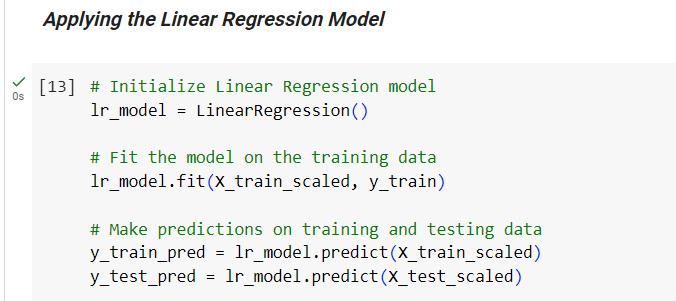 Applying the Linear Regression Model
[13] # Initialize Linear Regression model
0s
lr_model = LinearRegression()
# Fit the model on the training data
lr_model.fit(X_train_scaled, y_train)
# Make predictions on training and testing data
y_train_pred = lr_model.predict(X_train_scaled)
y_test_pred = lr_model.predict(X_test_scaled)